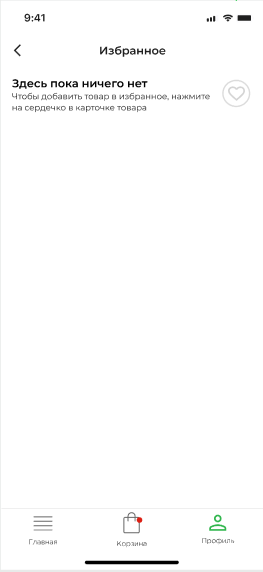 9:41
Избранное
Здесь пока ничего нет
Чтобы добавить товар в избранное, нажмите
на сердечко в карточке товара
Главная
Корзина
Профиль